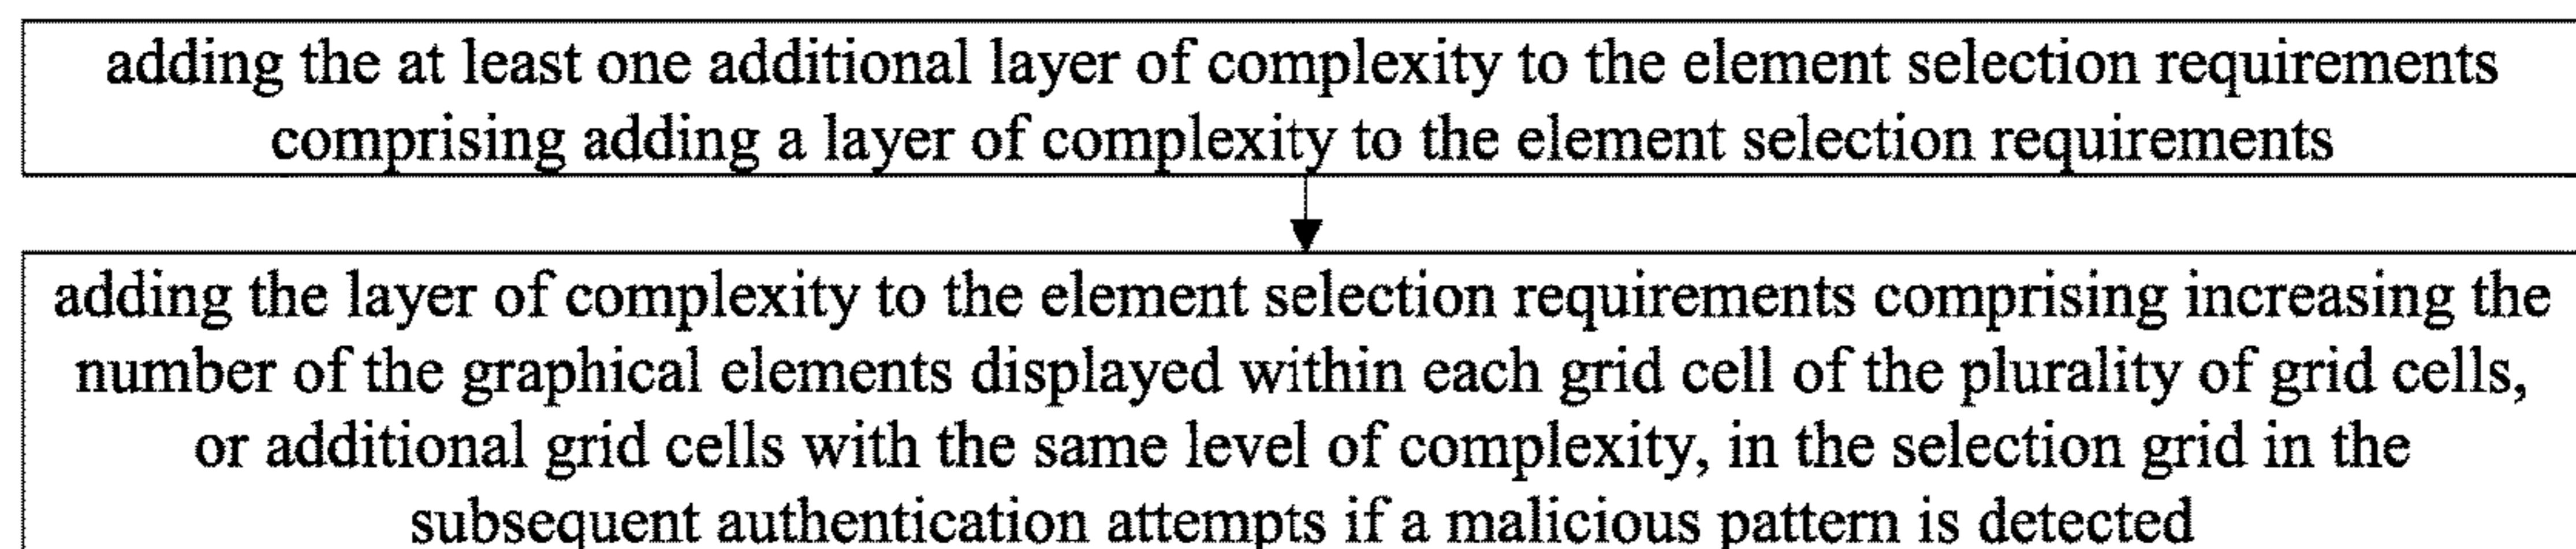 adding the at least one additional layer of complexity to the element selection requirements
comprising adding a layer of complexity to the element selection requirements
adding the layer of complexity to the element selection requirements comprising increasing the
number of the graphical elements displayed within each grid cell of the plurality of grid cells,
or additional grid cells with the same level of complexity, in the selection grid in the
subsequent authentication attempts if a malicious pattern is detected